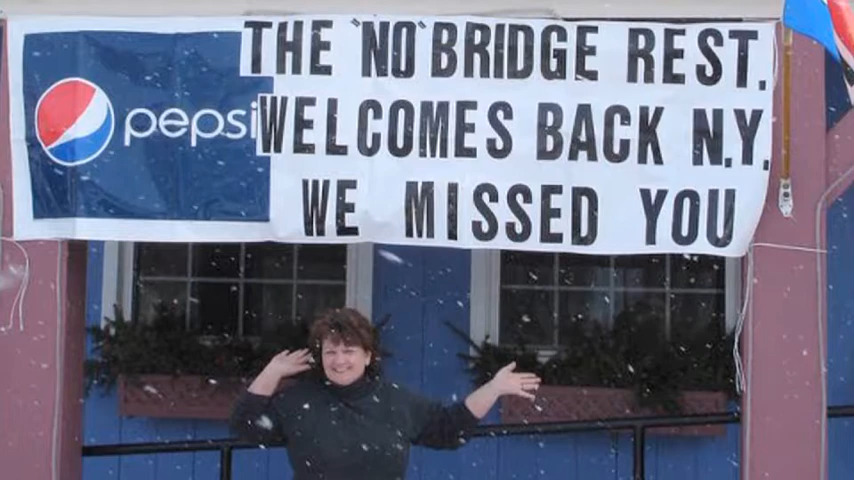 pepsi
THE `NO` BRIDGE REST.
WELCOMES BACK N.Y.
WE MISSED YOU